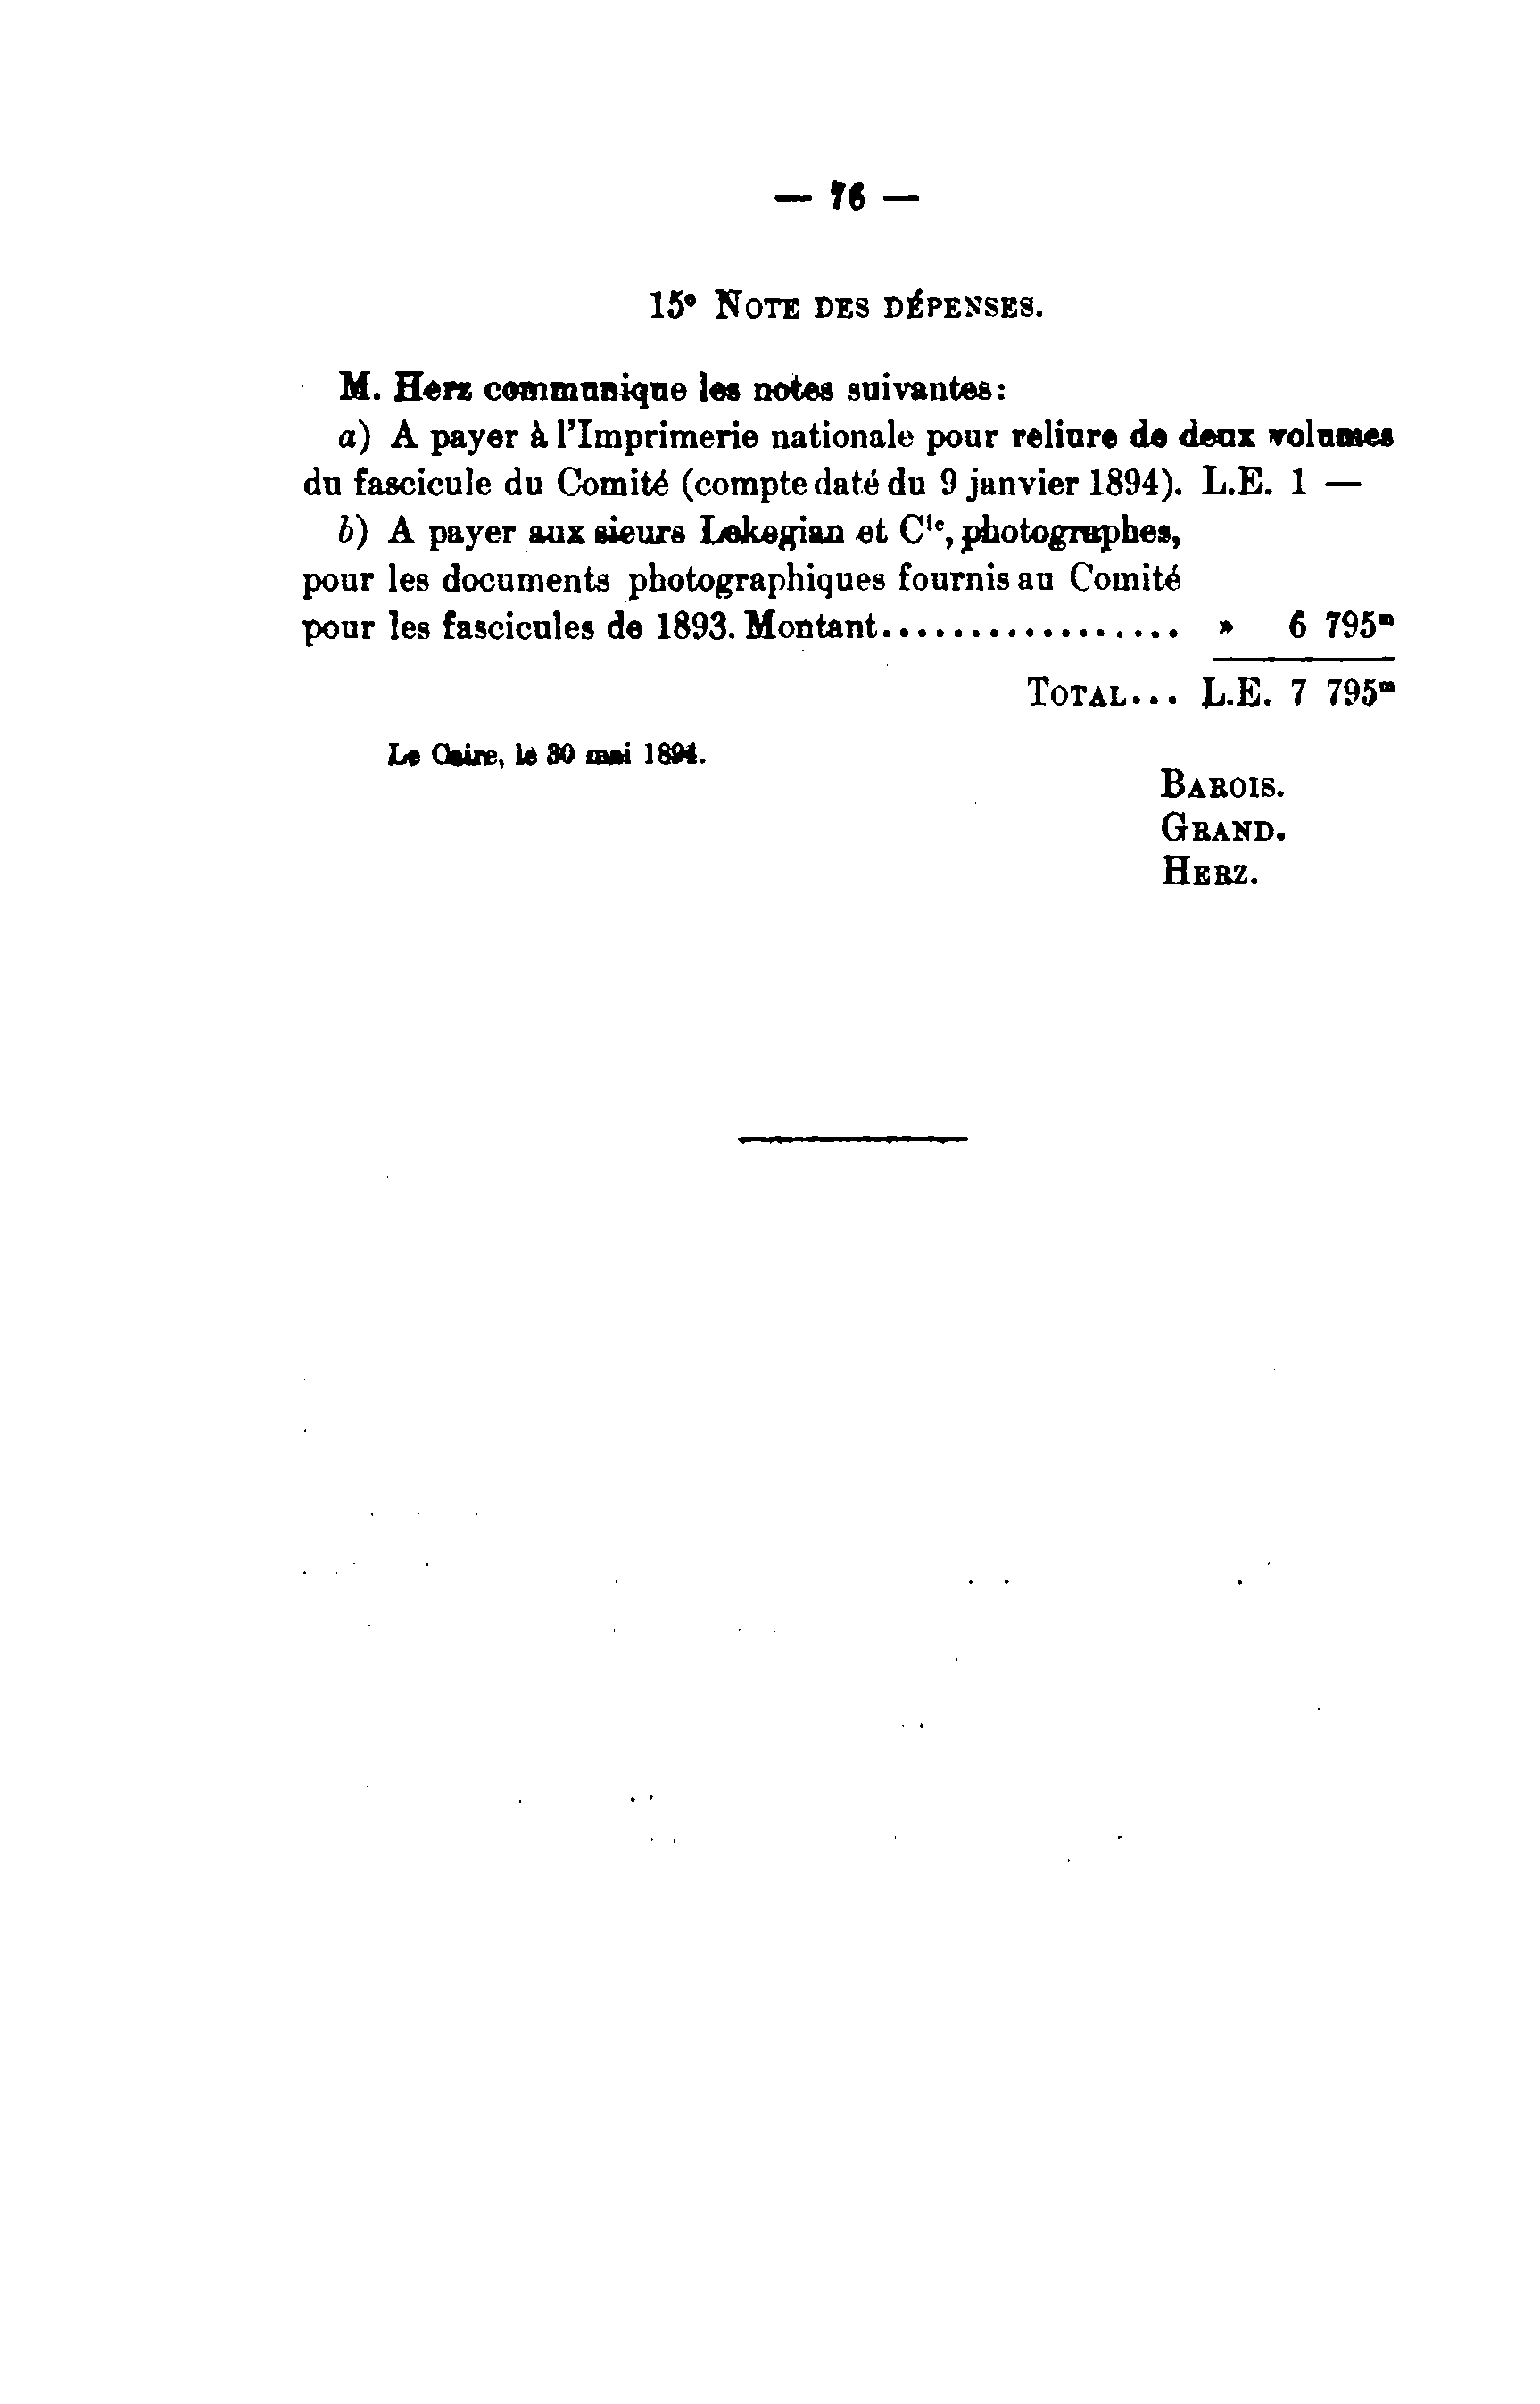 — 76 —
15° NOTE DES DÉPENSES.
M. Herz communique les notes suivantes:
a) A payer à l'Imprimerie nationale pour reliure de deux volumes
du fascicule du Comité (compte daté du 9 janvier 1894). L.E. 1 —
b) A payer aux sieurs Lekegian et Cie, photographes,
pour les documents photographiques fournis au Comité
pour les fascicules de 1893. Montant................. » 6 795m
TOTAL... L.E. 7 795m
Le Caire, le 30 mai 1894.
BAROIS.
GRAND.
HERZ.